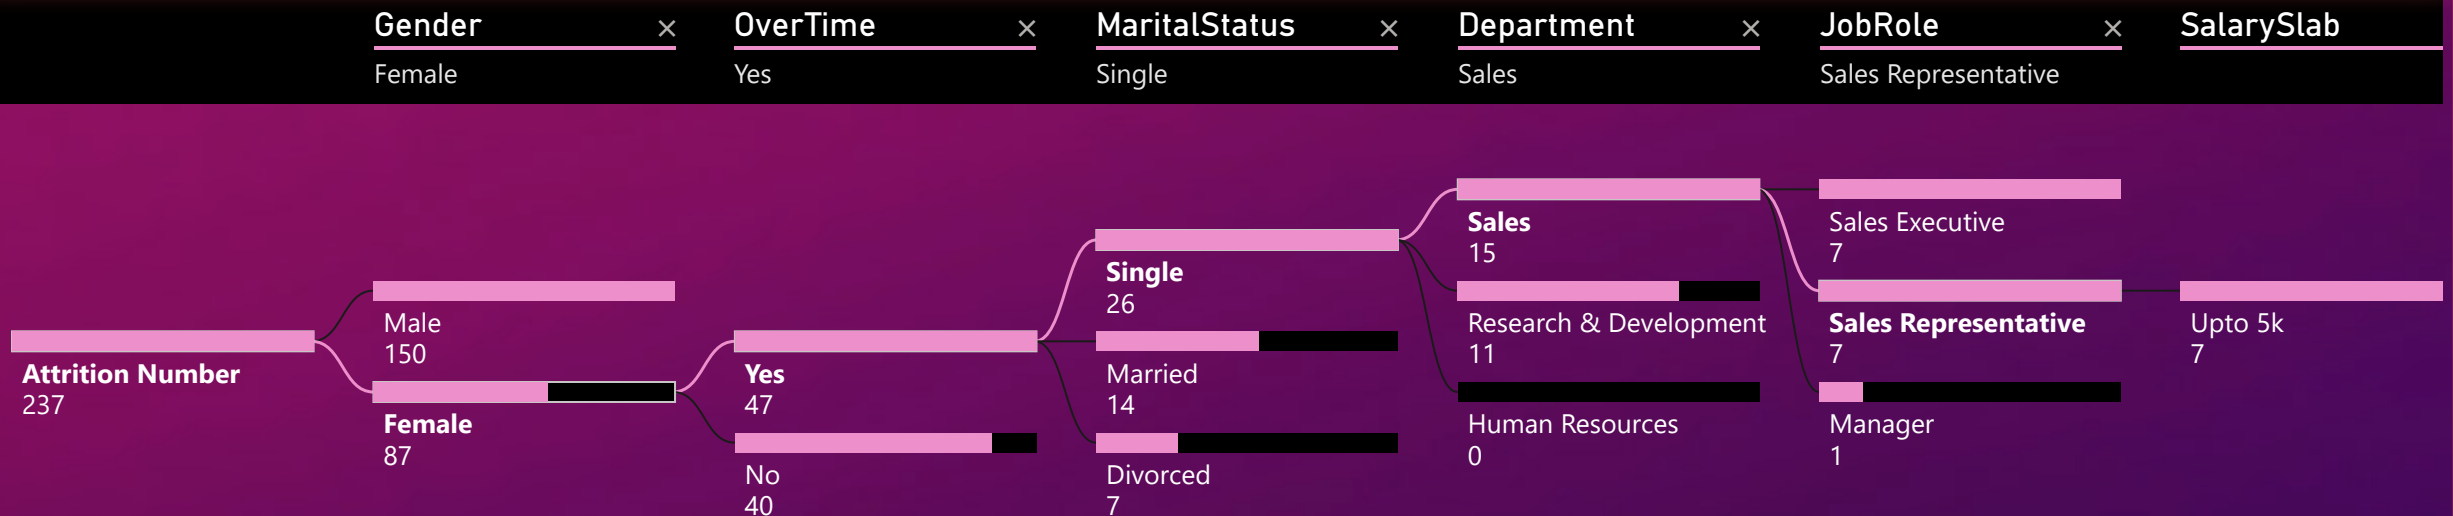 Gender × OverTime × MaritalStatus × Department × JobRole × SalarySlab
Female Yes Single Sales Sales Representative
Attrition Number
237
Male
150
Female
87
Yes
47
No
40
Single
26
Married
14
Divorced
7
Sales
15
Research & Development
11
Human Resources
0
Sales Executive
7
Sales Representative
7
Manager
1
Upto 5k
7